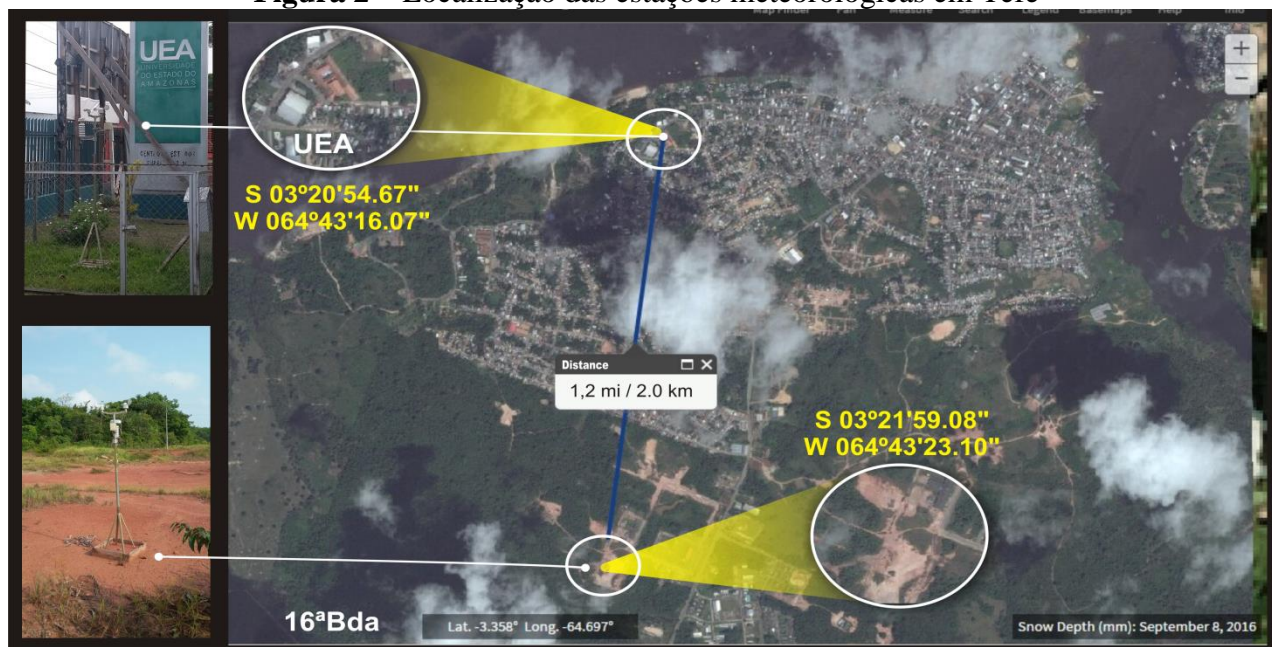 Figura 2 – Localização das estações meteorológicas em Tefé
Map Finder Pan Measure Search Legend Basemaps Help Info
+
−
UEA
UNIVERSIDADE
DO ESTADO DO
AMAZONAS
UEA
S 03º20'54.67"
W 064º43'16.07"
Distance
1,2 mi / 2.0 km
S 03º21'59.08"
W 064º43'23.10"
16ªBda
Lat. -3.358° Long. -64.697°
Snow Depth (mm): September 8, 2016